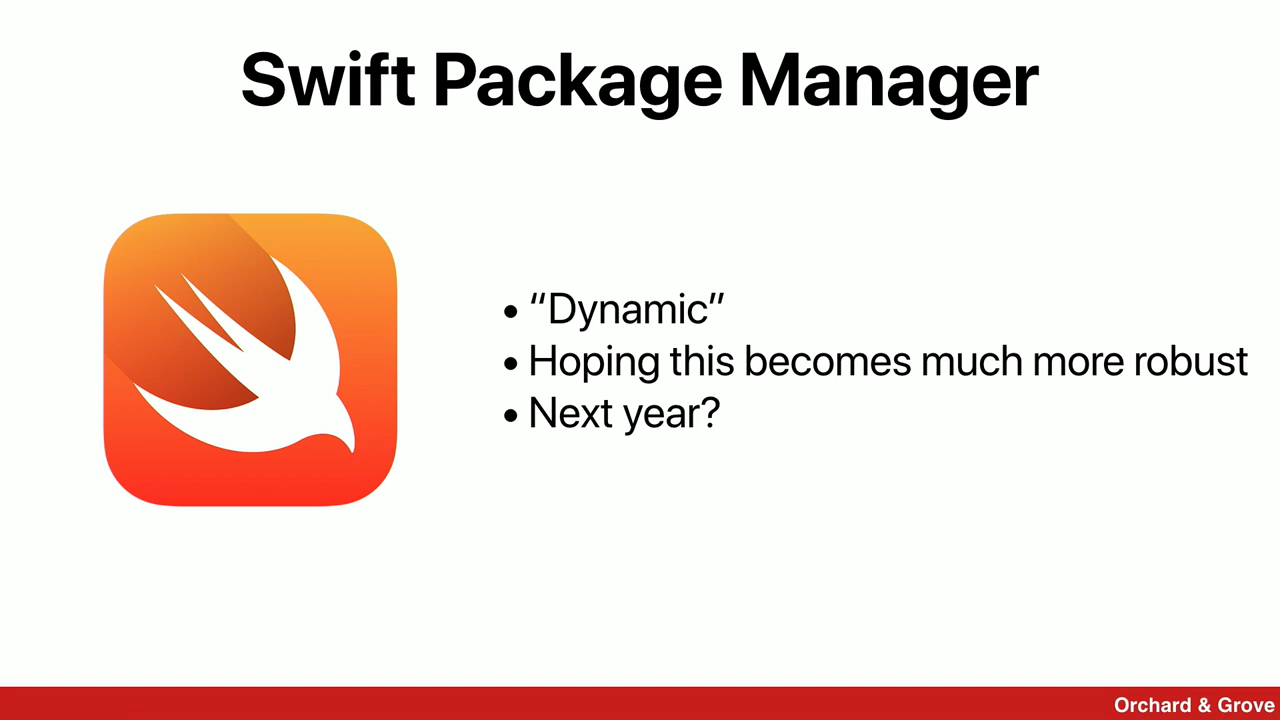 Swift Package Manager
• “Dynamic”
• Hoping this becomes much more robust
• Next year?
Orchard & Grove